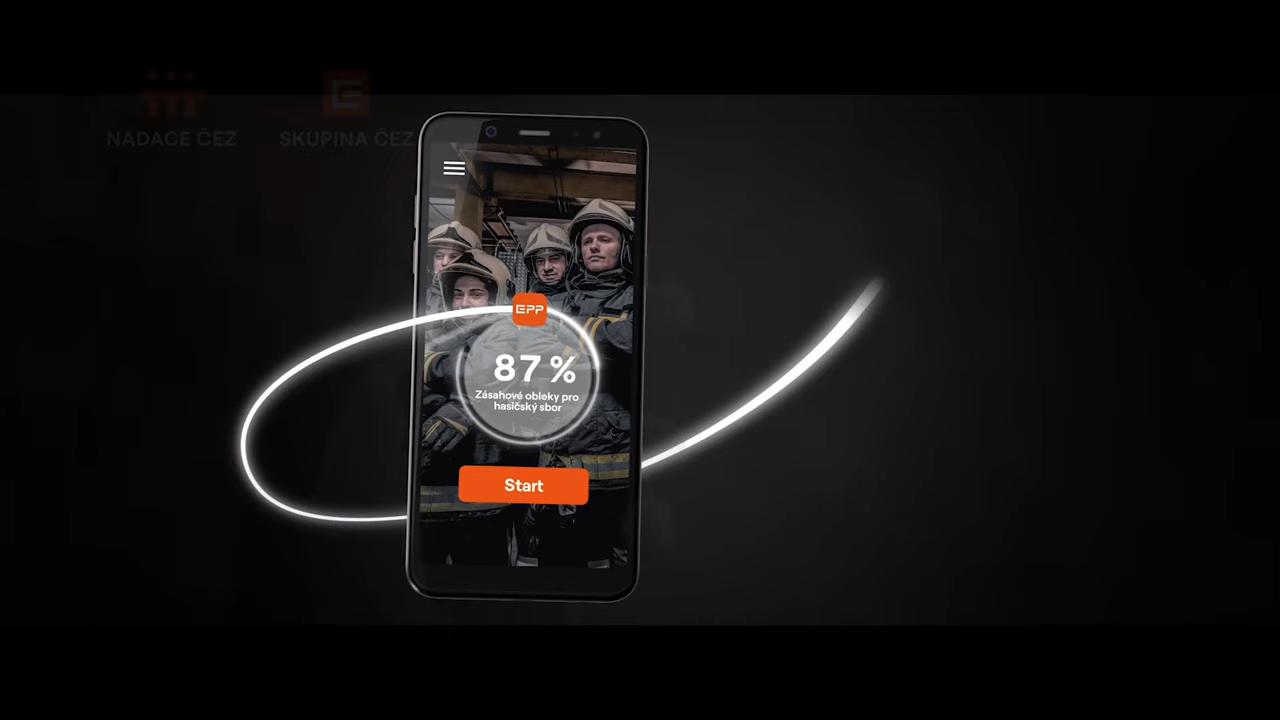 NADACE ČEZ
SKUPINA ČEZ
EPP
87 %
Zásahové obleky pro
hasičský sbor
Start